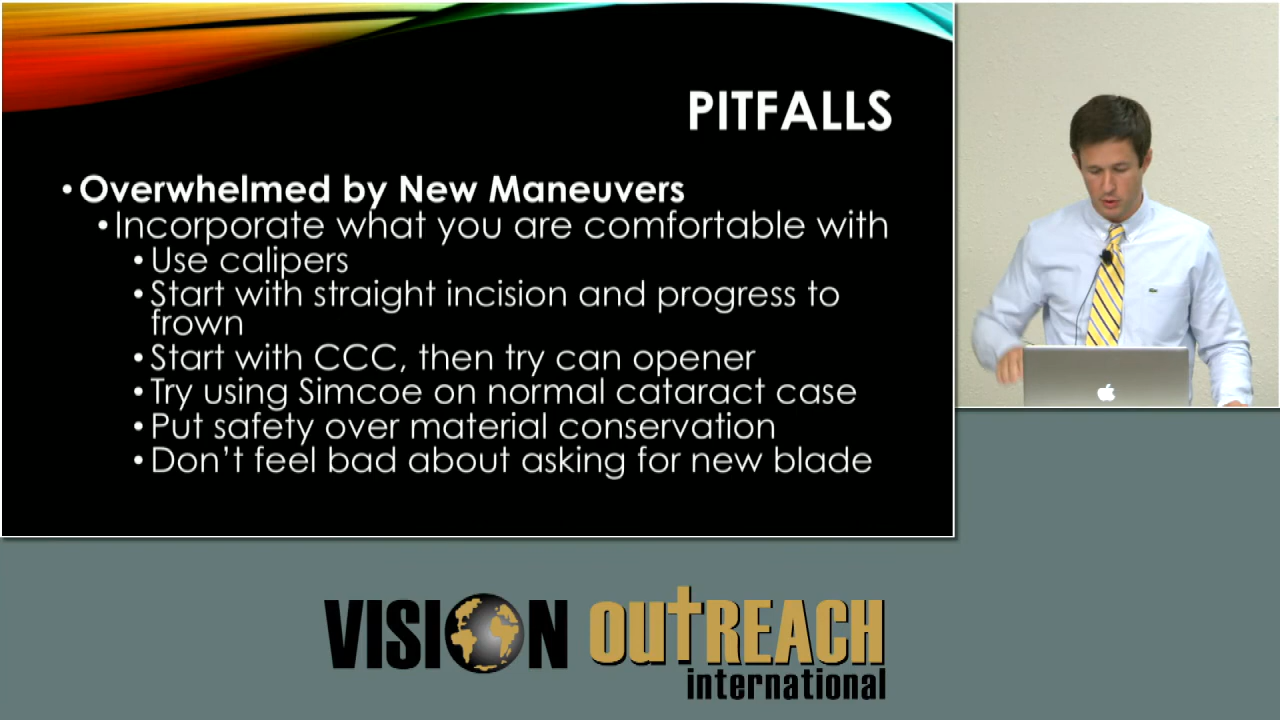 PITFALLS
• Overwhelmed by New Maneuvers
• Incorporate what you are comfortable with
• Use calipers
• Start with straight incision and progress to
frown
• Start with CCC, then try can opener
• Try using Simcoe on normal cataract case
• Put safety over material conservation
• Don't feel bad about asking for new blade
VISION OUTREACH
international